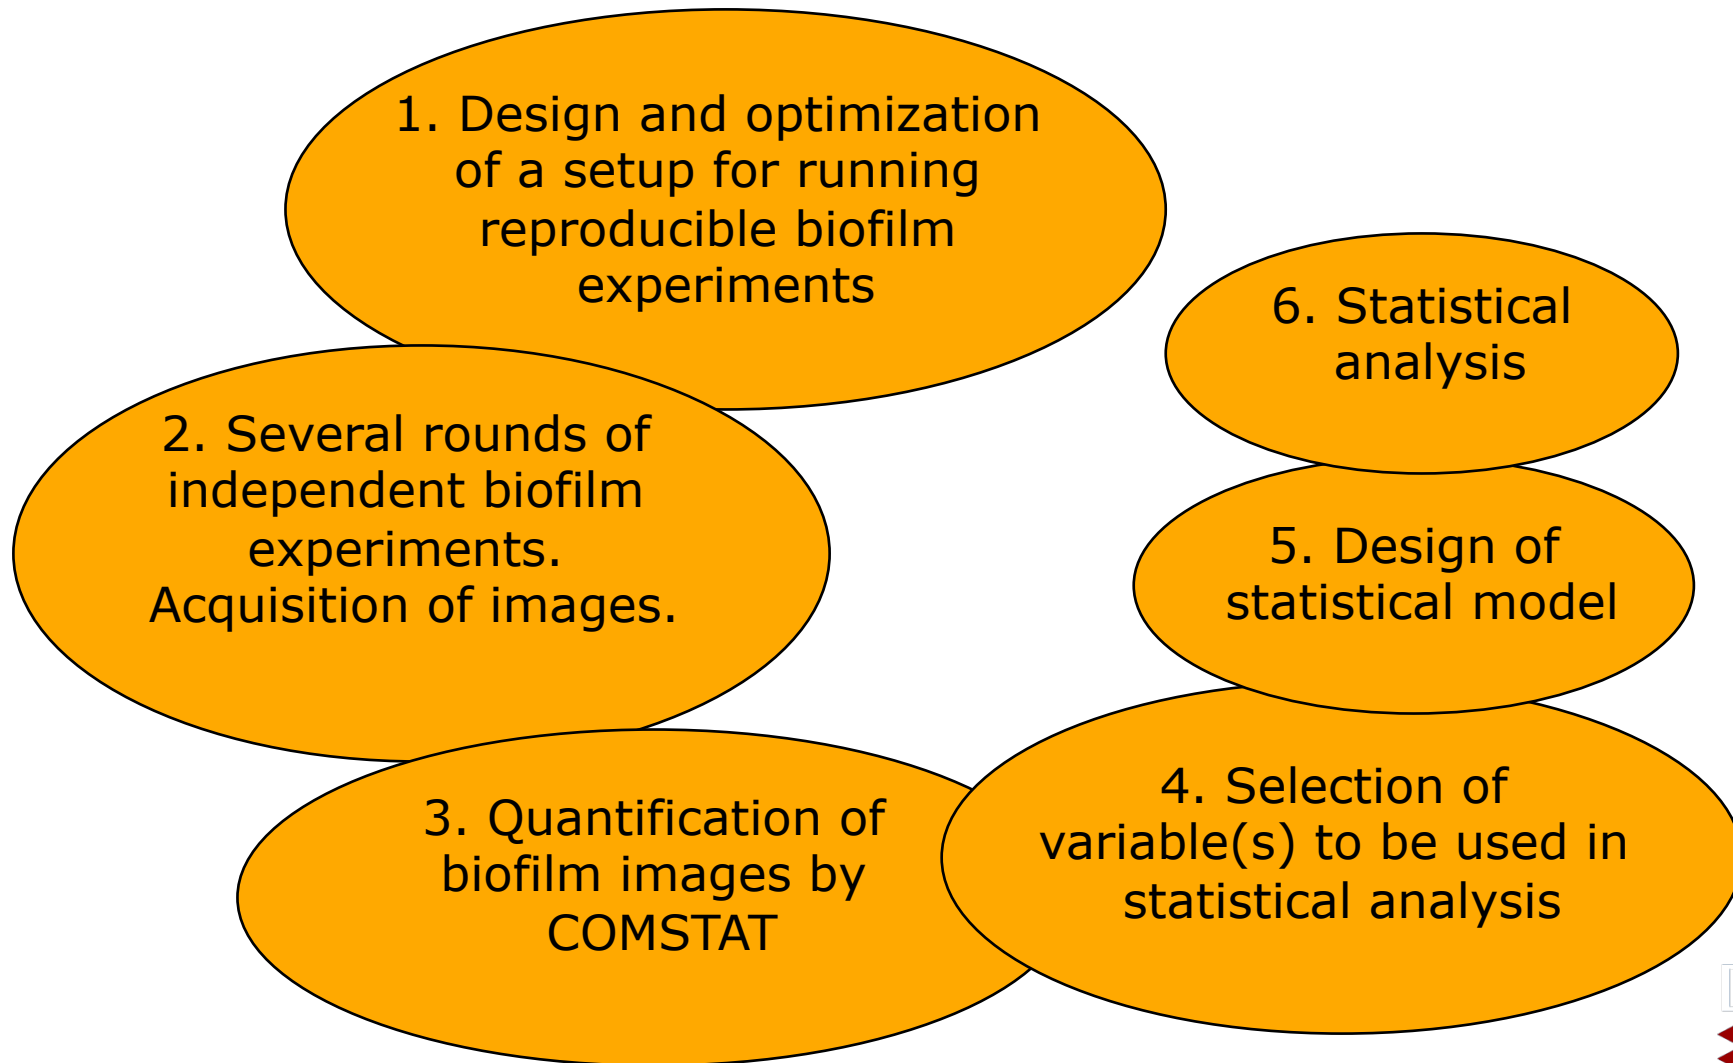 1. Design and optimization
of a setup for running
reproducible biofilm
experiments
2. Several rounds of
independent biofilm
experiments.
Acquisition of images.
3. Quantification of
biofilm images by
COMSTAT
4. Selection of
variable(s) to be used in
statistical analysis
5. Design of
statistical model
6. Statistical
analysis